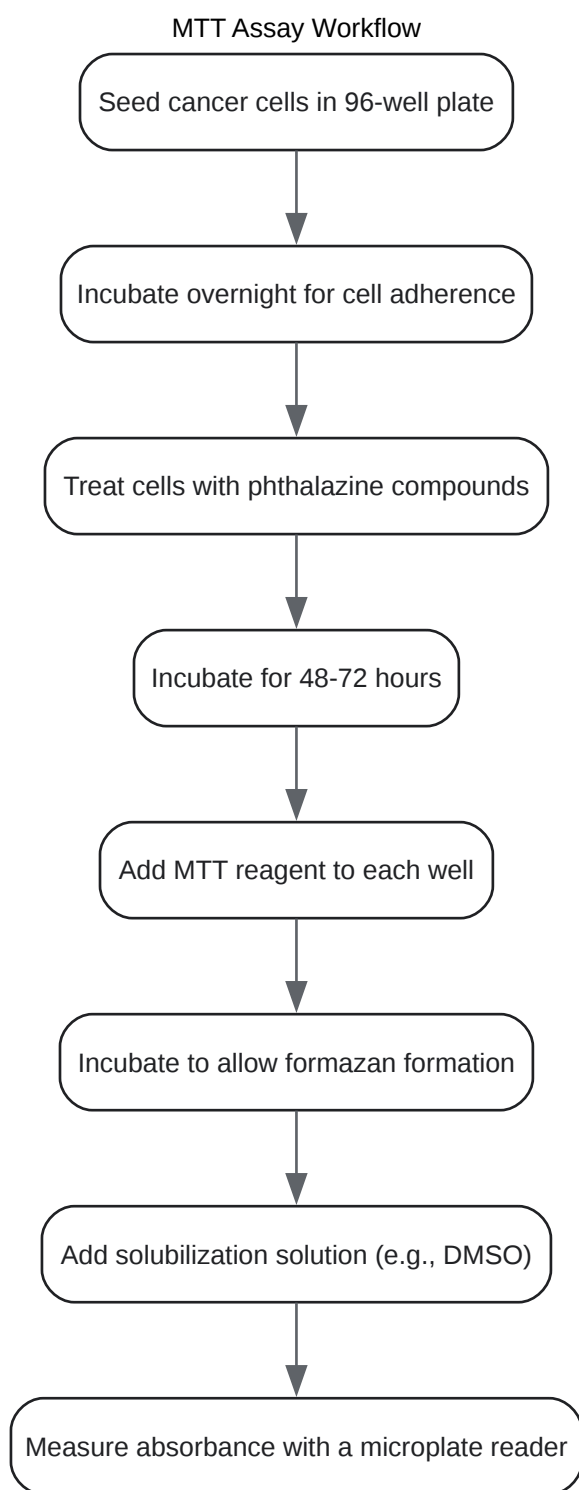 MTT Assay Workflow
Seed cancer cells in 96-well plate
Incubate overnight for cell adherence
Treat cells with phthalazine compounds
Incubate for 48-72 hours
Add MTT reagent to each well
Incubate to allow formazan formation
Add solubilization solution (e.g., DMSO)
Measure absorbance with a microplate reader